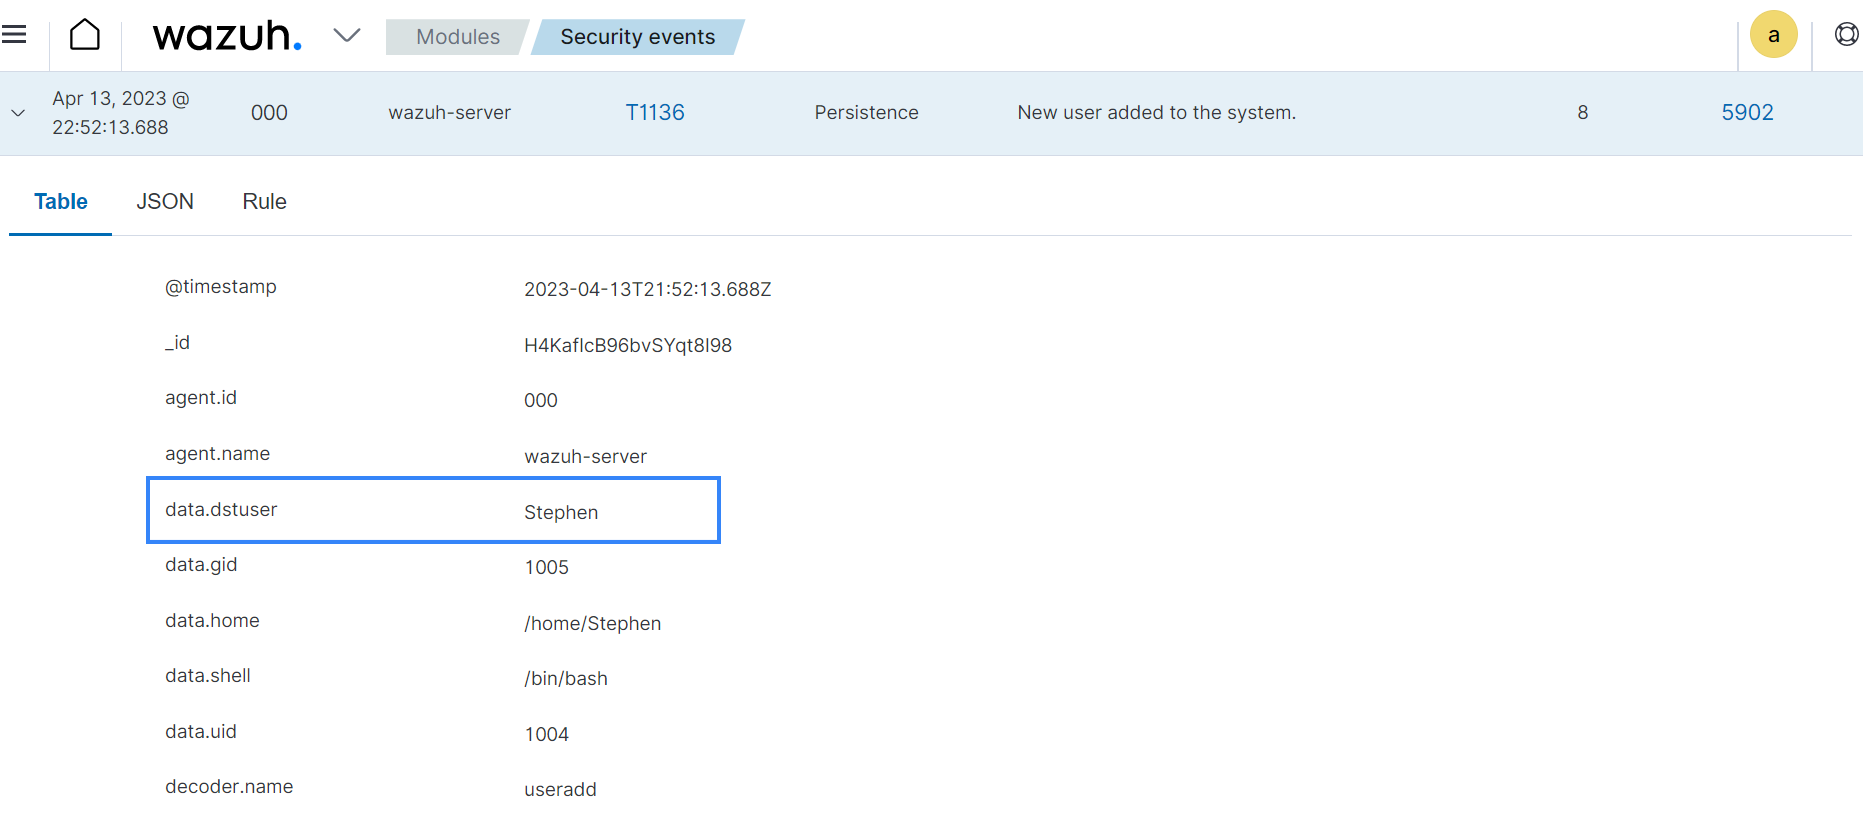 wazuh. Modules Security events a
Apr 13, 2023 @
22:52:13.688 000 wazuh-server T1136 Persistence New user added to the system. 8 5902
Table JSON Rule
@timestamp 2023-04-13T21:52:13.688Z
_id H4KaflcB96bvSYqt8l98
agent.id 000
agent.name wazuh-server
data.dstuser Stephen
data.gid 1005
data.home /home/Stephen
data.shell /bin/bash
data.uid 1004
decoder.name useradd